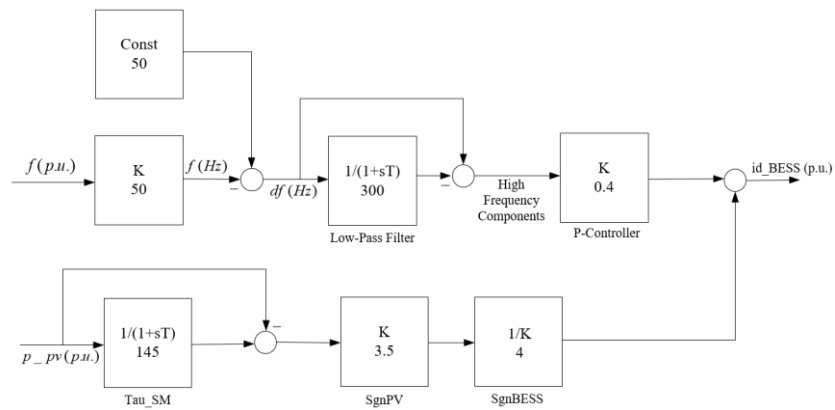 Const
50
f(p.u.)
K
50
f(Hz)
−
df(Hz)
1/(1+sT)
300
Low-Pass Filter
−
High
Frequency
Components
K
0.4
P-Controller
id_BESS (p.u.)
p_pv(p.u.)
1/(1+sT)
145
Tau_SM
−
K
3.5
SgnPV
1/K
4
SgnBESS